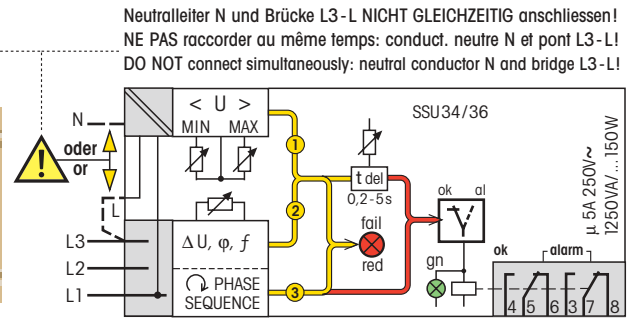 Neutralleiter N und Brücke L3-L NICHT GLEICHZEITIG anschliessen!
NE PAS raccorder au même temps: conduct. neutre N et pont L3-L!
DO NOT connect simultaneously: neutral conductor N and bridge L3-L!
< U >
MIN MAX
SSU34/36
N
1
oder
or
!
t del
0,2-5s
ok al
µ 5A 250V~
1250VA/...150W
L
2
L3
ΔU, φ, f
fail
red
L2
gn
ok alarm
L1
PHASE
SEQUENCE
3
4 5 6 3 7 8